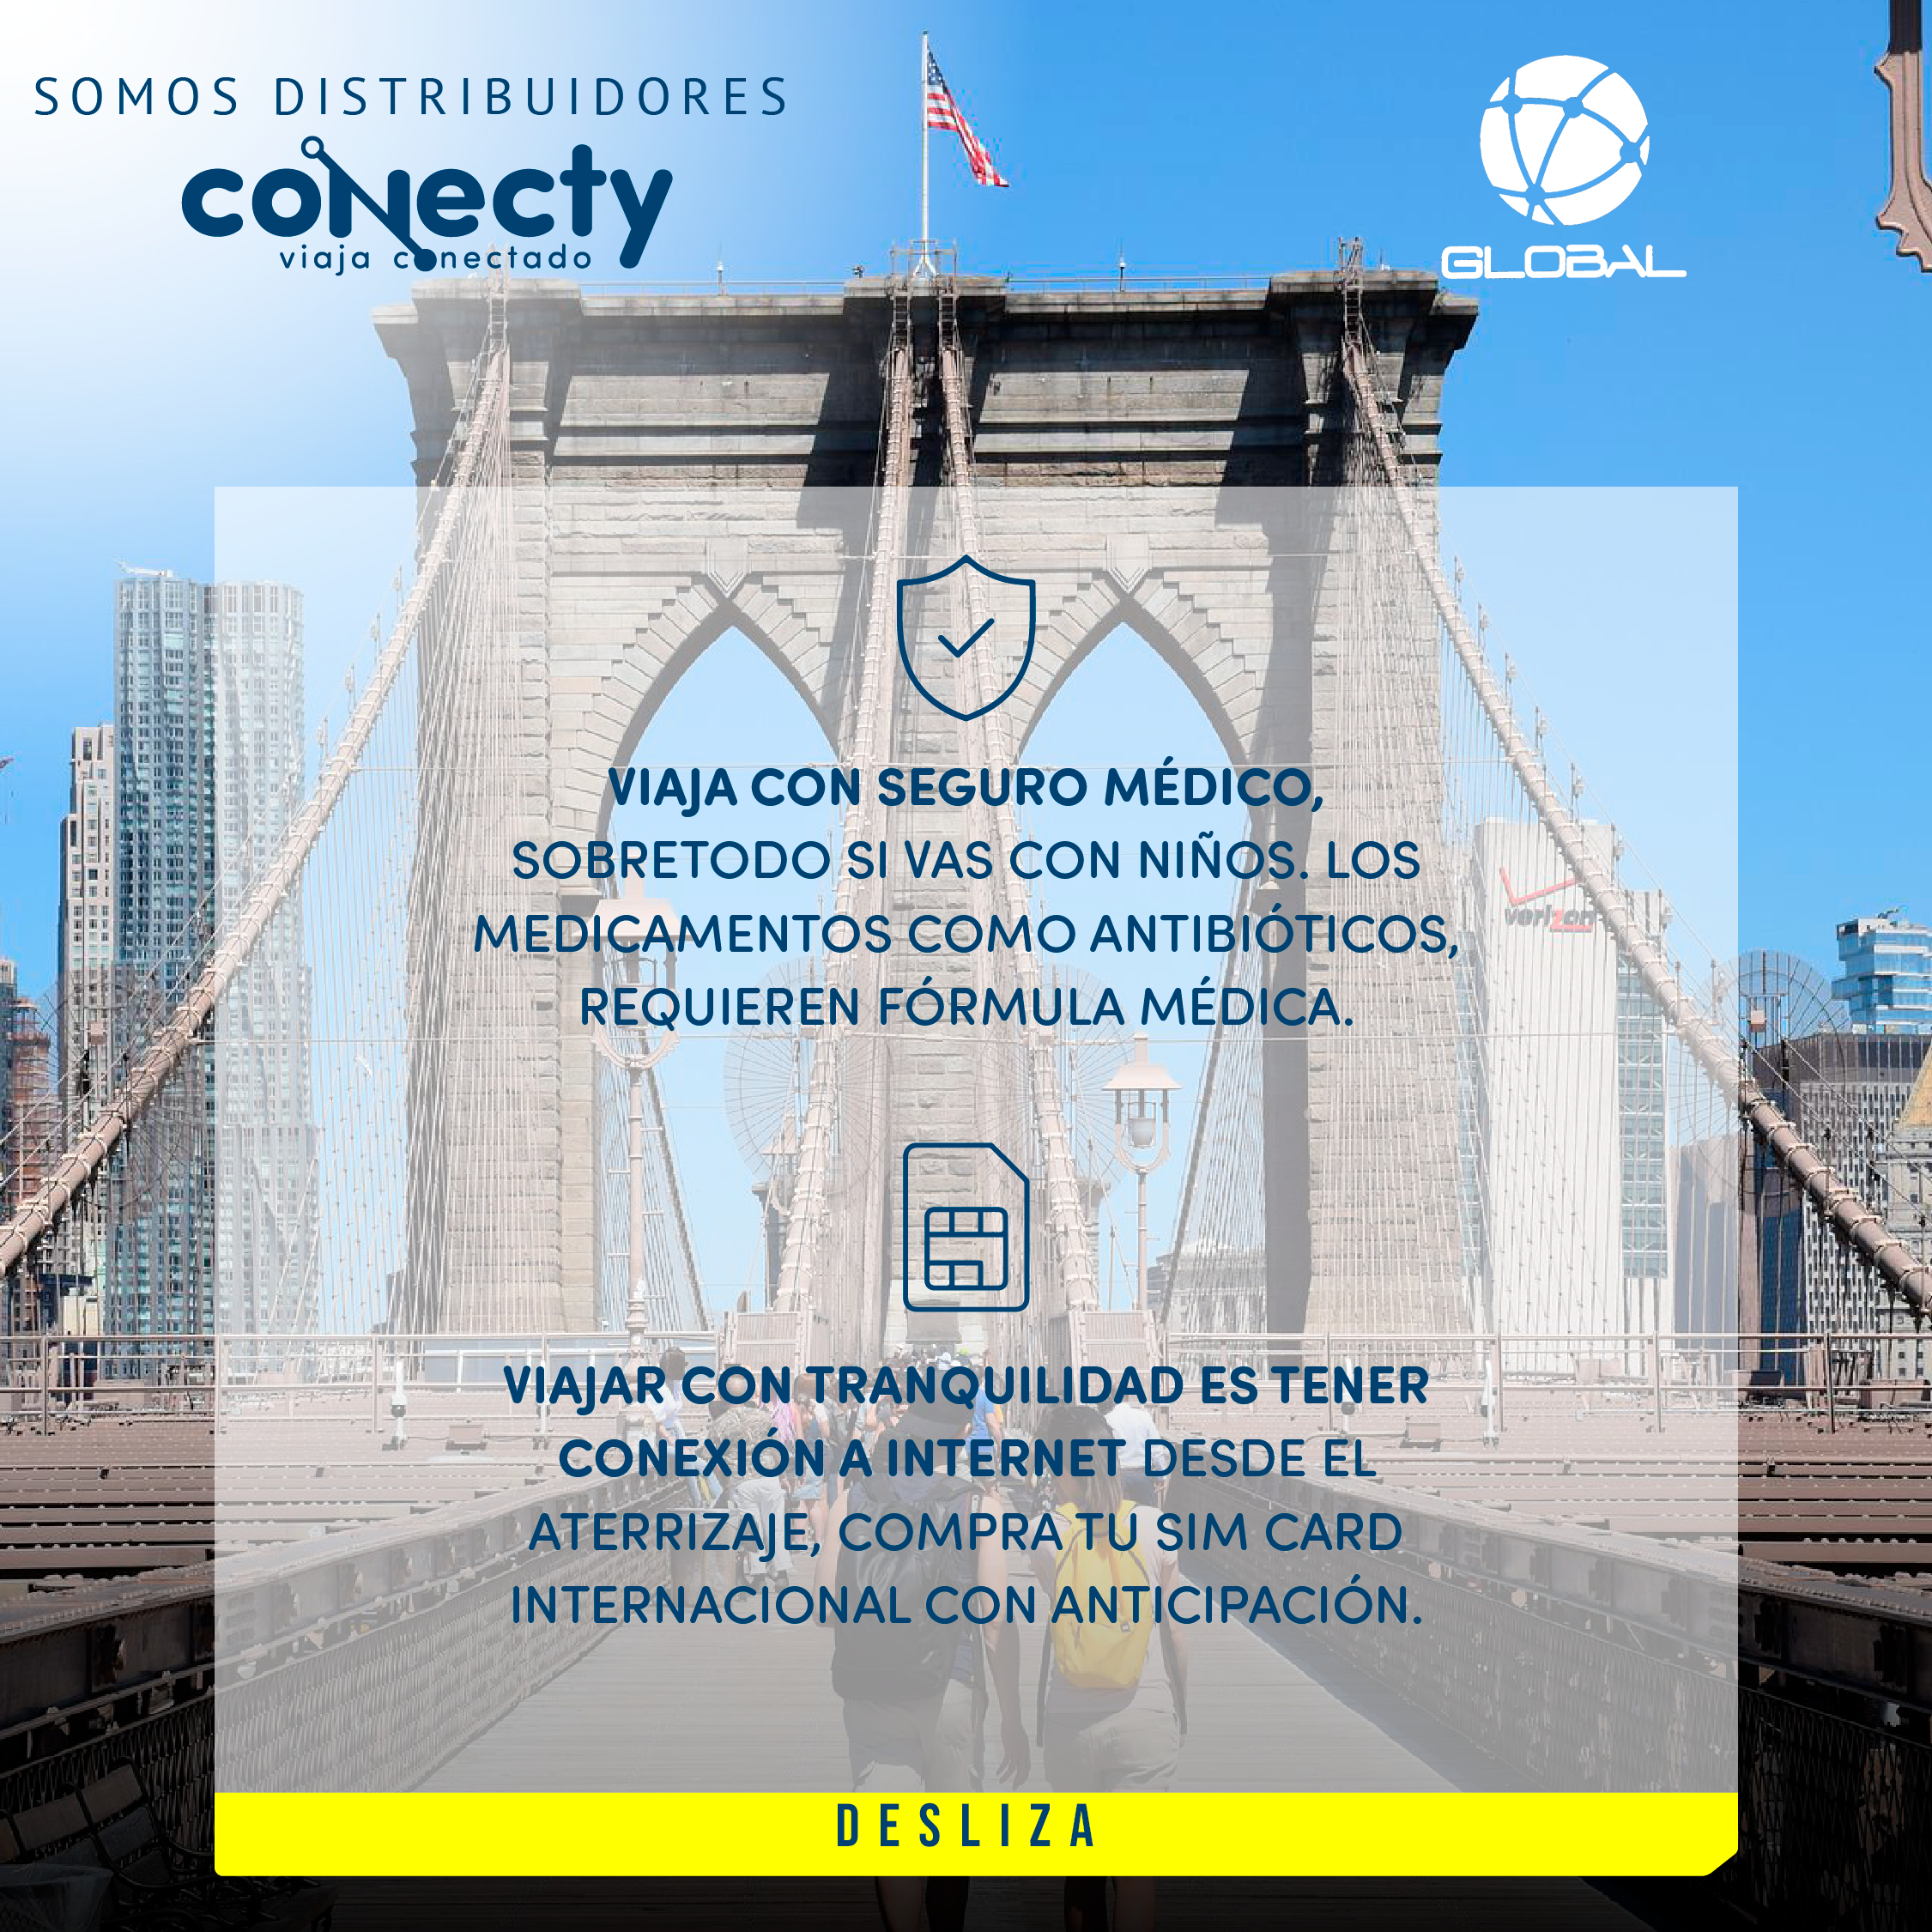 SOMOS DISTRIBUIDORES
coNecty
viaja conectado
GLOBAL
VIAJA CON SEGURO MÉDICO,
SOBRETODO SI VAS CON NIÑOS. LOS
MEDICAMENTOS COMO ANTIBIÓTICOS,
REQUIEREN FÓRMULA MÉDICA.
verizon
VIAJAR CON TRANQUILIDAD ES TENER
CONEXIÓN A INTERNET DESDE EL
ATERRIZAJE, COMPRA TU SIM CARD
INTERNACIONAL CON ANTICIPACIÓN.
DESLIZA